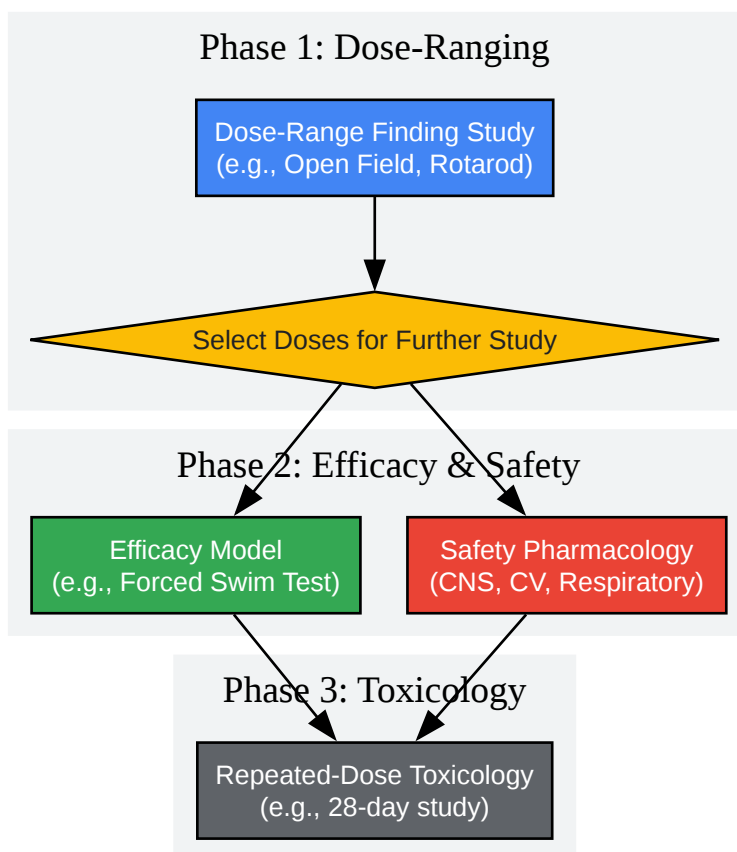 Phase 1: Dose-Ranging
Dose-Range Finding Study
(e.g., Open Field, Rotarod)
Select Doses for Further Study
Phase 2: Efficacy & Safety
Efficacy Model
(e.g., Forced Swim Test)
Safety Pharmacology
(CNS, CV, Respiratory)
Phase 3: Toxicology
Repeated-Dose Toxicology
(e.g., 28-day study)